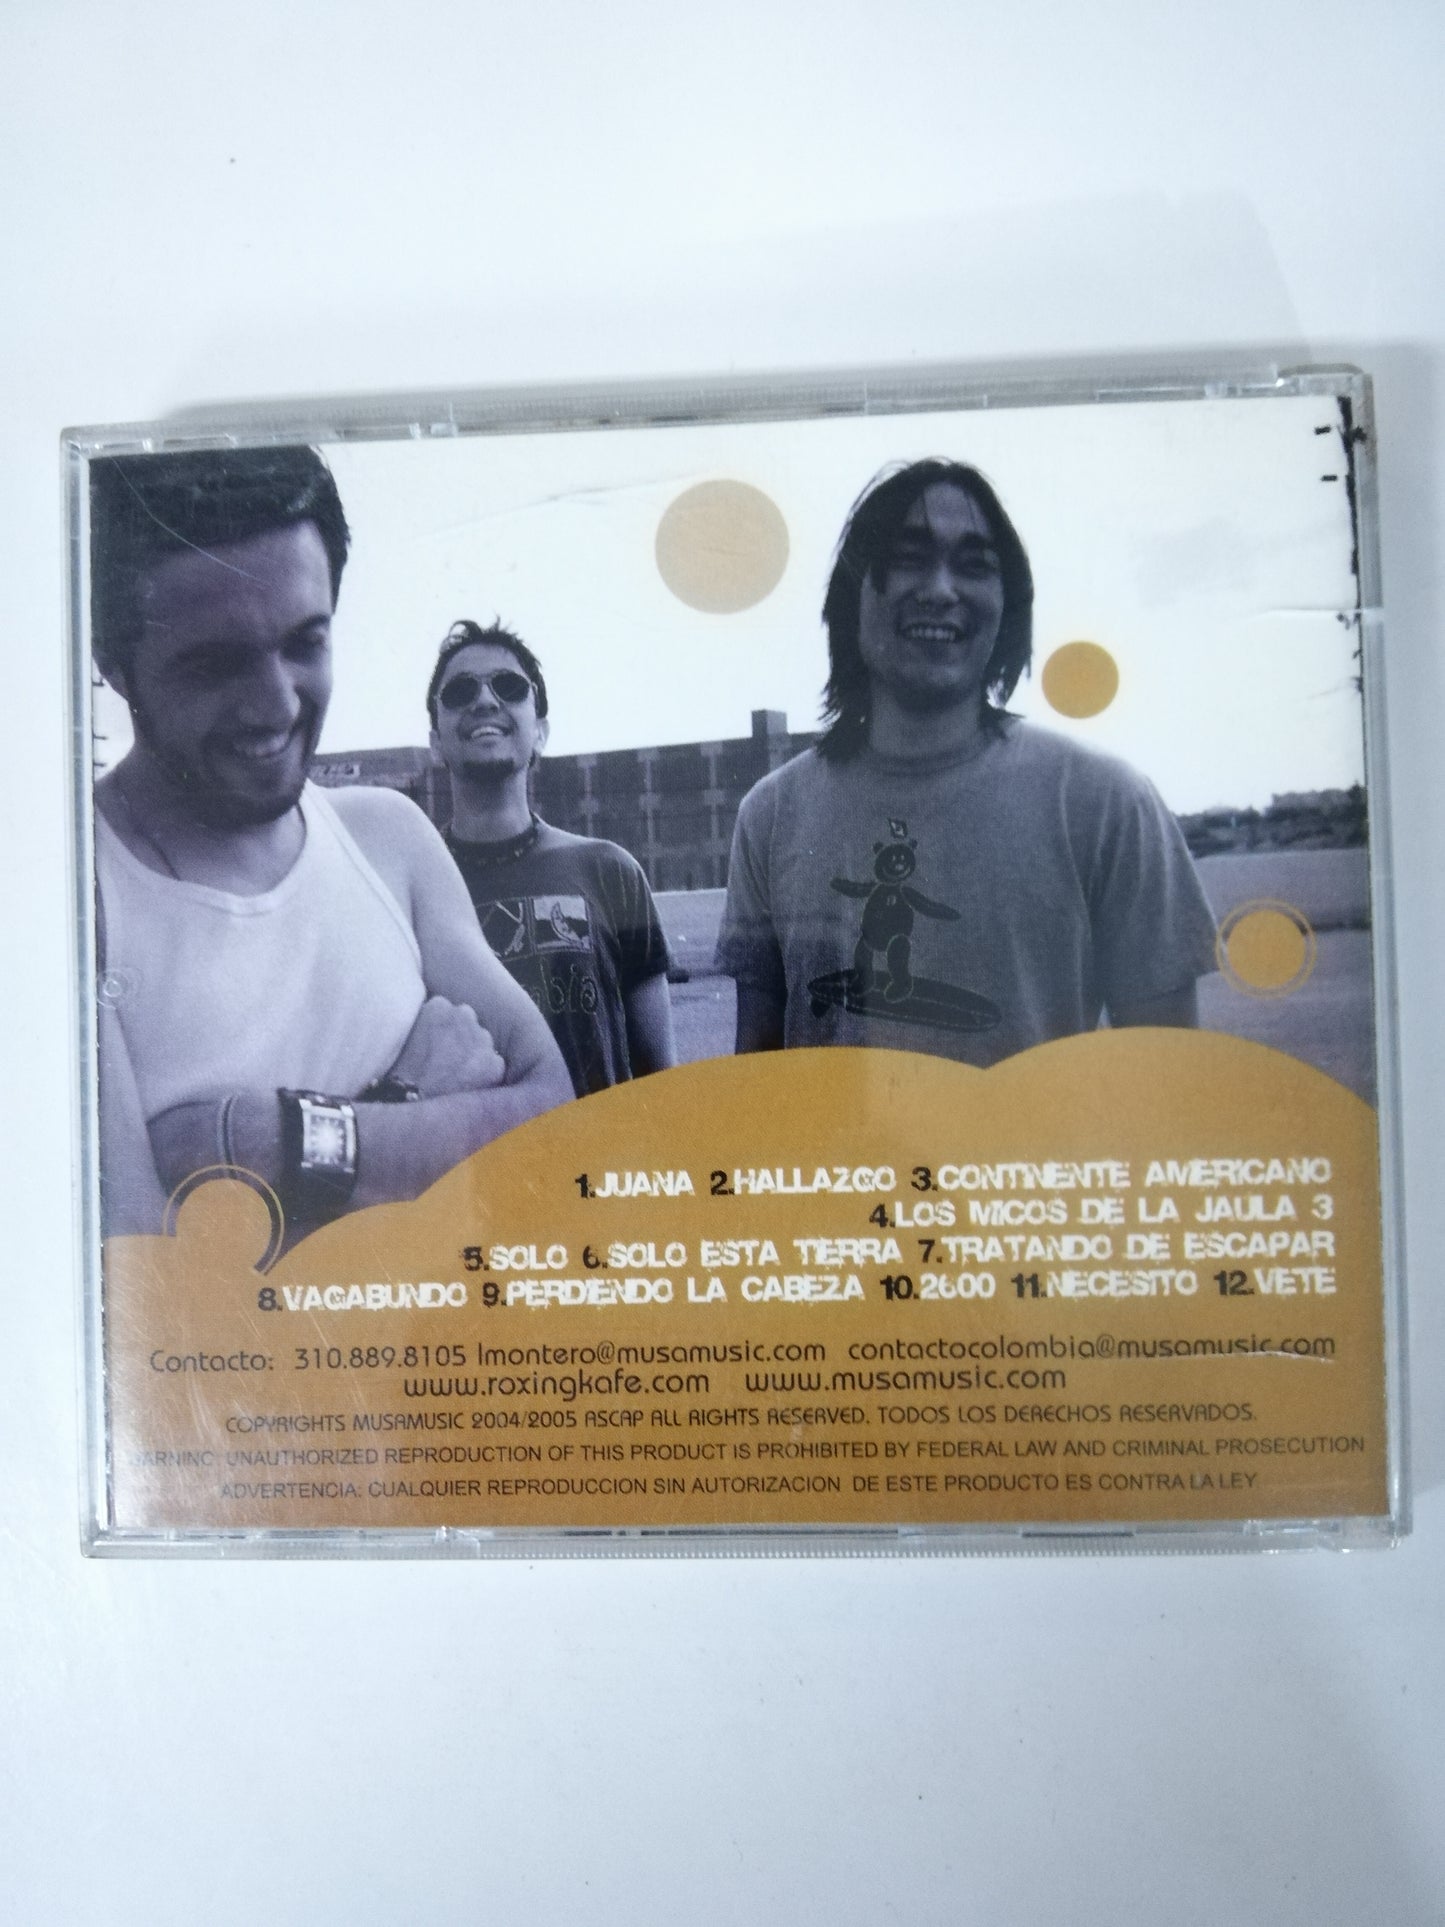 1.JUANA 2.HALLAZGO 3.CONTINENTE AMERICANO
4.LOS MICOS DE LA JAULA 3
5.SOLO 6.SOLO ESTA TIERRA 7.TRATANDO DE ESCAPAR
8.VAGABUNDO 9.PERDIENDO LA CABEZA 10.2600 11.NECESITO 12.VETE
Contacto: 310.889.8105 lmontero@musamusic.com contactocolombia@musamusic.com
www.roxingkafe.com www.musamusic.com
COPYRIGHTS MUSAMUSIC 2004/2005 ASCAP ALL RIGHTS RESERVED. TODOS LOS DERECHOS RESERVADOS.
UNAUTHORIZED REPRODUCTION OF THIS PRODUCT IS PROHIBITED BY FEDERAL LAW AND CRIMINAL PROSECUTION
ADVERTENCIA: CUALQUIER REPRODUCCION SIN AUTORIZACION DE ESTE PRODUCTO ES CONTRA LA LEY